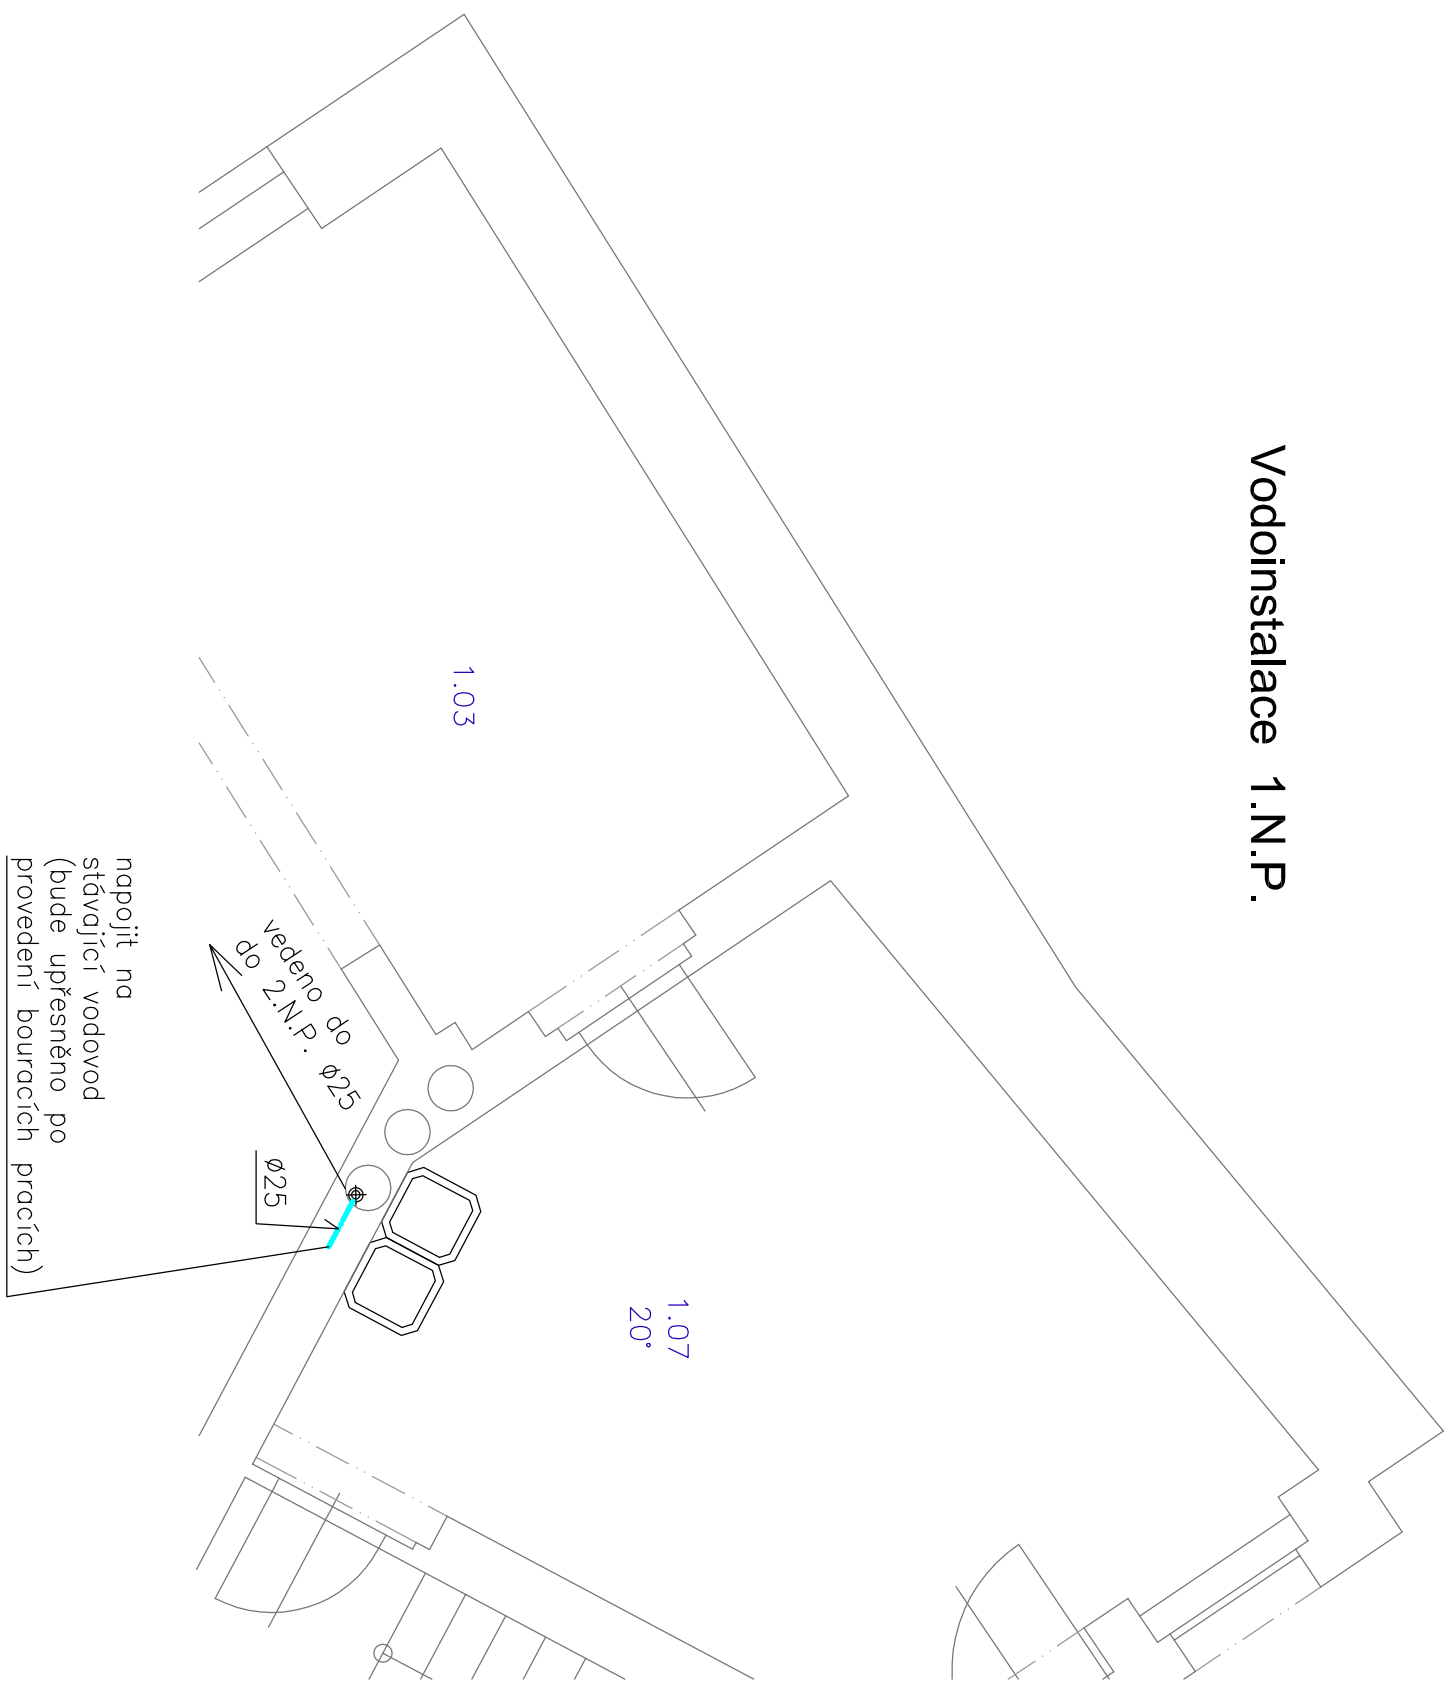 Vodoinstalace 1.N.P.
1.03
1.07
20°
vedeno do
do 2.N.P. ø25
ø25
napojit na
stávající vodovod
(bude upřesněno po
provedení bouracích pracích)